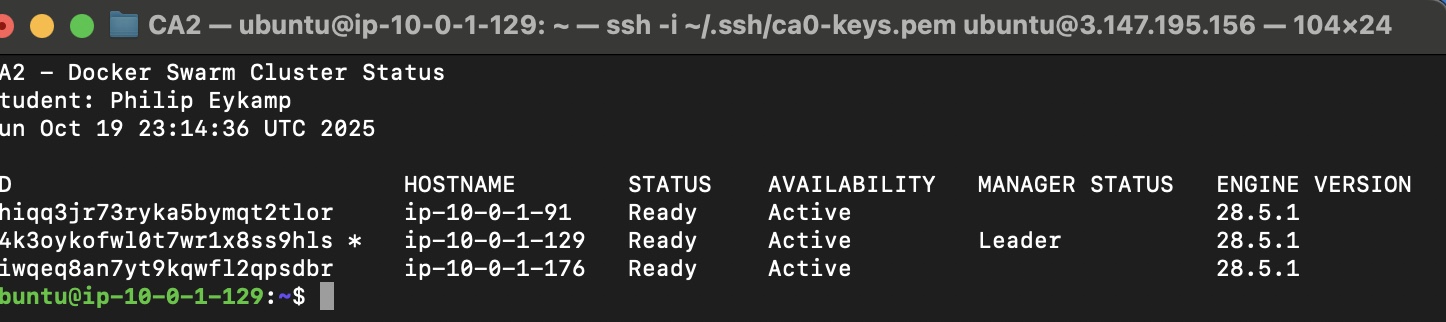 CA2 — ubuntu@ip-10-0-1-129: ~ — ssh -i ~/.ssh/ca0-keys.pem ubuntu@3.147.195.156 — 104×24
A2 - Docker Swarm Cluster Status
tudent: Philip Eykamp
un Oct 19 23:14:36 UTC 2025
D HOSTNAME STATUS AVAILABILITY MANAGER STATUS ENGINE VERSION
hiqq3jr73ryka5bymqt2tlor ip-10-0-1-91 Ready Active 28.5.1
4k3oykofwl0t7wr1x8ss9hls * ip-10-0-1-129 Ready Active Leader 28.5.1
iwqeq8an7yt9kqwfl2qpsdbr ip-10-0-1-176 Ready Active 28.5.1
buntu@ip-10-0-1-129:~$